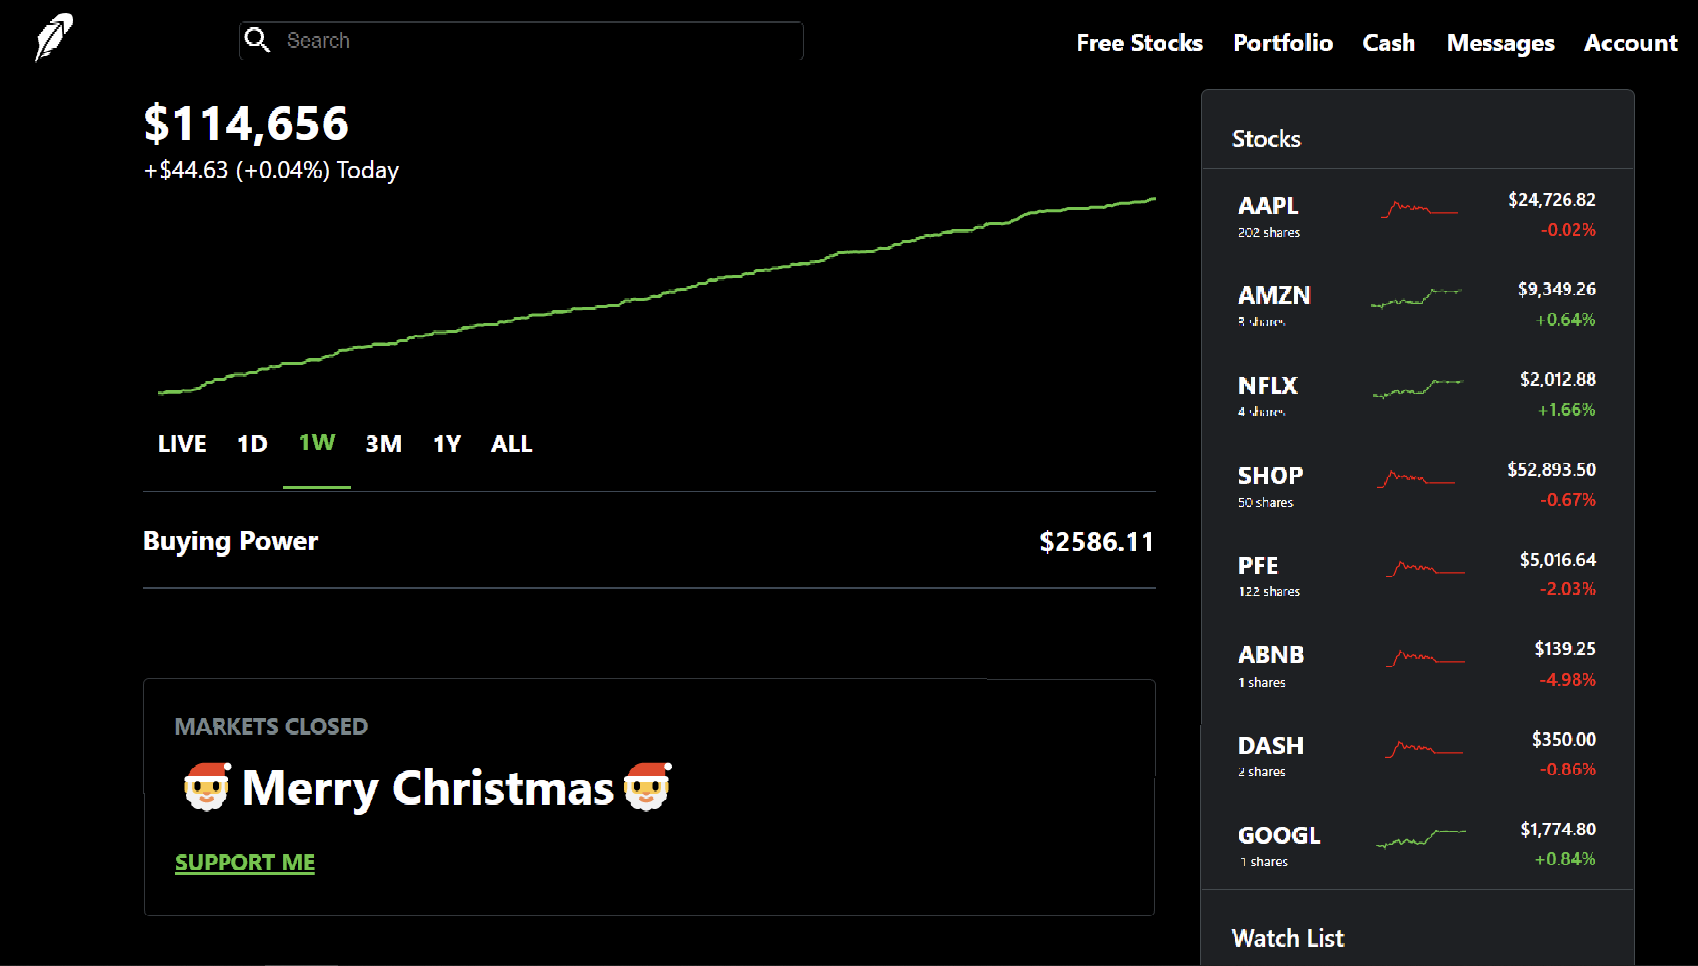 Search
Free Stocks Portfolio Cash Messages Account
$114,656
+$44.63 (+0.04%) Today
LIVE 1D 1W 3M 1Y ALL
Buying Power $2586.11
MARKETS CLOSED
Merry Christmas
SUPPORT ME
Stocks
AAPL $24,726.82
202 shares -0.02%
AMZN $9,349.26
3 shares +0.64%
NFLX $2,012.88
4 shares +1.66%
SHOP $52,893.50
50 shares -0.67%
PFE $5,016.64
122 shares -2.03%
ABNB $139.25
1 shares -4.98%
DASH $350.00
2 shares -0.86%
GOOGL $1,774.80
1 shares +0.84%
Watch List